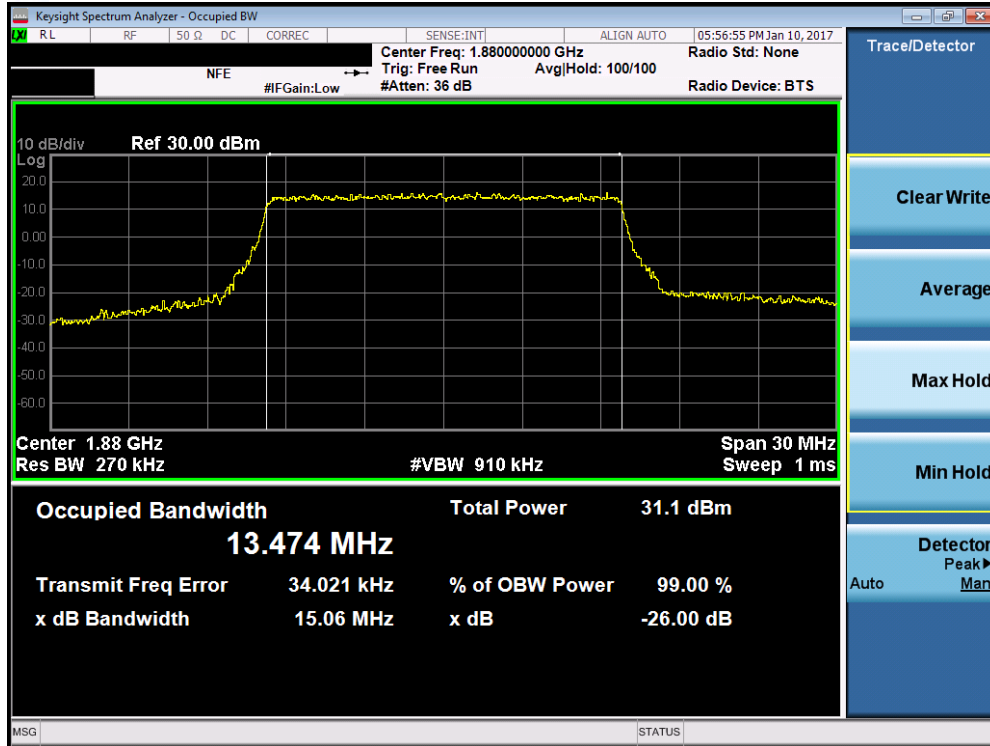 Keysight Spectrum Analyzer - Occupied BW
LXI RL RF 50 Ω DC CORREC SENSE:INT ALIGN AUTO 05:56:55 PM Jan 10, 2017
NFE
#IFGain:Low
Center Freq: 1.880000000 GHz
Trig: Free Run Avg|Hold: 100/100
#Atten: 36 dB
Radio Std: None
Radio Device: BTS
10 dB/div Ref 30.00 dBm
Log
20.0
10.0
0.00
-10.0
-20.0
-30.0
-40.0
-50.0
-60.0
Center 1.88 GHz Span 30 MHz
Res BW 270 kHz #VBW 910 kHz Sweep 1 ms
Occupied Bandwidth Total Power 31.1 dBm
13.474 MHz
Transmit Freq Error 34.021 kHz % of OBW Power 99.00 %
x dB Bandwidth 15.06 MHz x dB -26.00 dB
Trace/Detector
Clear Write
Average
Max Hold
Min Hold
Detector
Peak▶
Auto Man
MSG STATUS